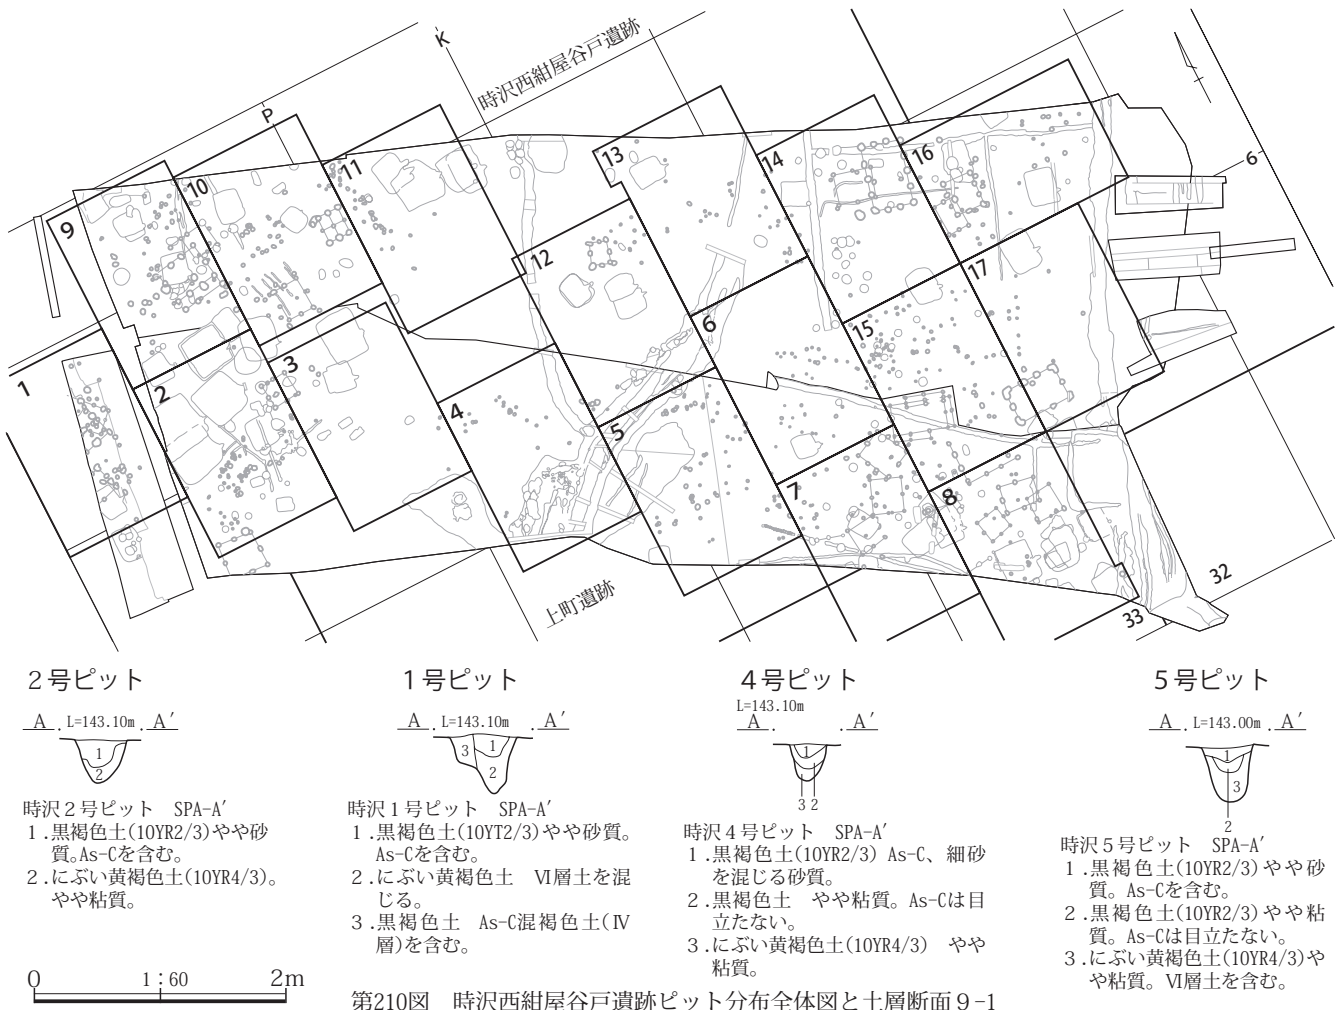 K
P
時沢西紺屋谷戸遺跡
13
14
16
6
11
10
9
12
17
6
15
3
2
1
4
5
7
8
32
33
上町遺跡
2号ピット
A . L=143.10m . A′
1
2
時沢2号ピット SPA-A′
1.黒褐色土(10YR2/3)やや砂
質。As-Cを含む。
2.にぶい黄褐色土(10YR4/3)。
やや粘質。
1号ピット
A . L=143.10m . A′
3 1
2
時沢1号ピット SPA-A′
1.黒褐色土(10YT2/3)やや砂質。
As-Cを含む。
2.にぶい黄褐色土 Ⅵ層土を混
じる。
3.黒褐色土 As-C混褐色土(Ⅳ
層)を含む。
4号ピット
L=143.10m
A . . A′
1
3 2
時沢4号ピット SPA-A′
1.黒褐色土(10YR2/3) As-C、細砂
を混じる砂質。
2.黒褐色土 やや粘質。As-Cは目
立たない。
3.にぶい黄褐色土(10YR4/3) やや
粘質。
5号ピット
L=143.00m
A . . A′
1
3
2
時沢5号ピット SPA-A′
1.黒褐色土(10YR2/3)やや砂
質。As-Cを含む。
2.黒褐色土(10YR2/3)やや粘
質。As-Cは目立たない。
3.にぶい黄褐色土(10YR4/3)や
や粘質。Ⅵ層土を含む。
0 1:60 2m
第210図 時沢西紺屋谷戸遺跡ピット分布全体図と土層断面9-1